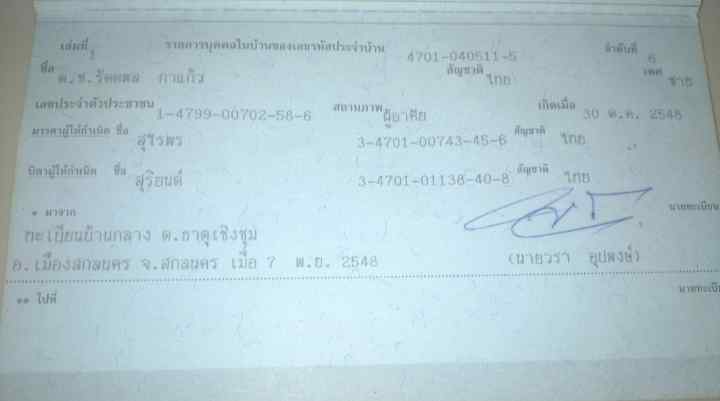 เล่มที่ 1 รายการบุคคลในบ้านของเลขรหัสประจำบ้าน 4701-040511-5 ลำดับที่ 6
ชื่อ ด.ช.รัตตพล กาแก้ว สัญชาติ ไทย เพศ ชาย
เลขประจำตัวประชาชน 1-4799-00702-58-6 สถานภาพ ผู้อาศัย เกิดเมื่อ 30 ต.ค. 2548
มารดาผู้ให้กำเนิด ชื่อ สุไรพร 3-4701-00743-45-6 สัญชาติ ไทย
บิดาผู้ให้กำเนิด ชื่อ สุริยนต์ 3-4701-01138-40-8 สัญชาติ ไทย
* มาจาก นายทะเบียน
ทะเบียนบ้านกลาง ต.ธาตุเชิงชุม
อ.เมืองสกลนคร จ.สกลนคร เมื่อ 7 พ.ย. 2548 (นายวรา อุปพงษ์)
** ไปที่ นายทะเบี